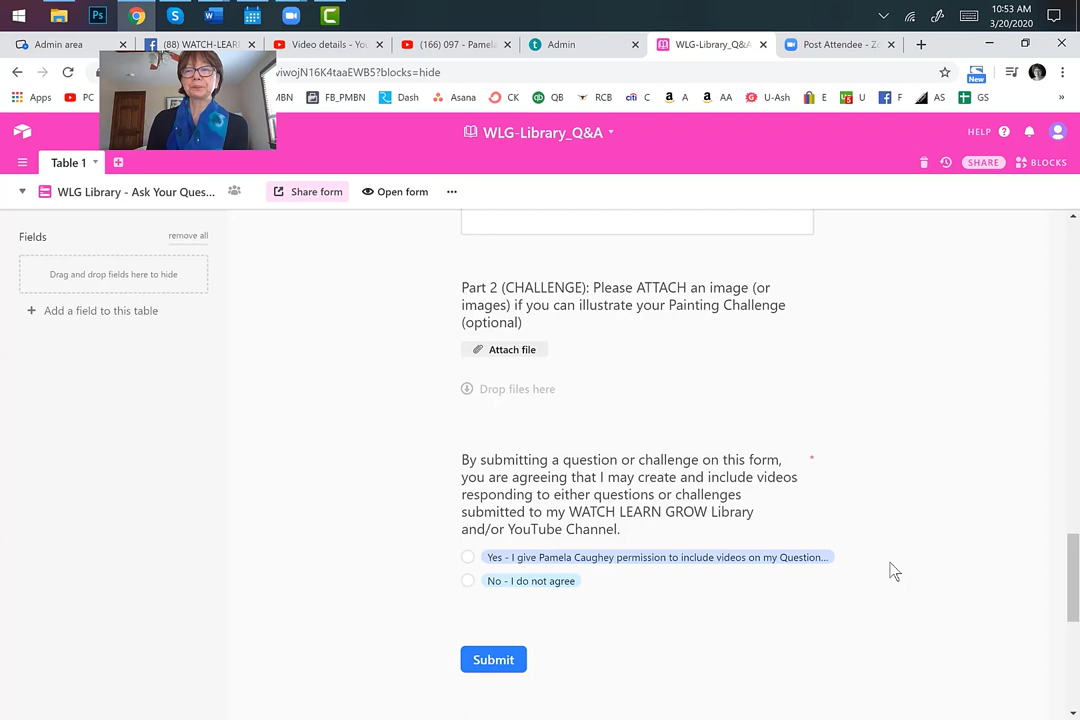 10:53 AM
3/20/2020
Admin area
(88) WATCH-LEAR
Video details - You
(166) 097 - Pamela
Admin
WLG-Library_Q&A
Post Attendee - Zo
viwojN16K4taaEWB5?blocks=hide
New
Apps
PC
MBN
FB_PMBN
Dash
Asana
CK
QB
RCB
citi
C
A
AA
U-Ash
E
U
F
AS
GS
WLG-Library_Q&A
HELP
Table 1
SHARE
BLOCKS
WLG Library - Ask Your Ques...
Share form
Open form
Fields
remove all
Drag and drop fields here to hide
+ Add a field to this table
Part 2 (CHALLENGE): Please ATTACH an image (or
images) if you can illustrate your Painting Challenge
(optional)
Attach file
Drop files here
By submitting a question or challenge on this form, *
you are agreeing that I may create and include videos
responding to either questions or challenges
submitted to my WATCH LEARN GROW Library
and/or YouTube Channel.
Yes - I give Pamela Caughey permission to include videos on my Question...
No - I do not agree
Submit